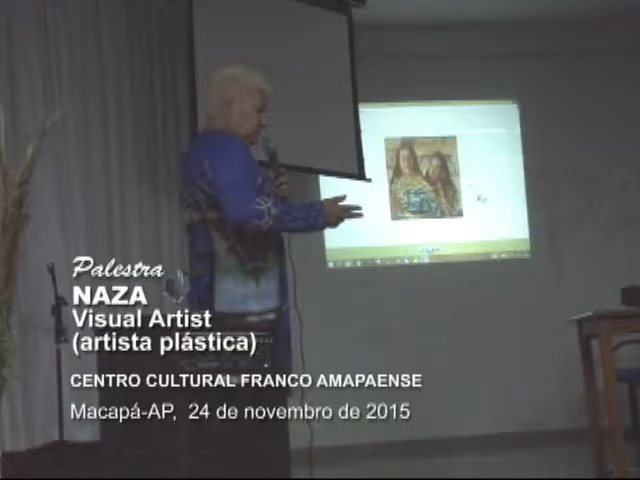 Palestra
NAZA
Visual Artist
(artista plástica)
CENTRO CULTURAL FRANCO AMAPAENSE
Macapá-AP, 24 de novembro de 2015